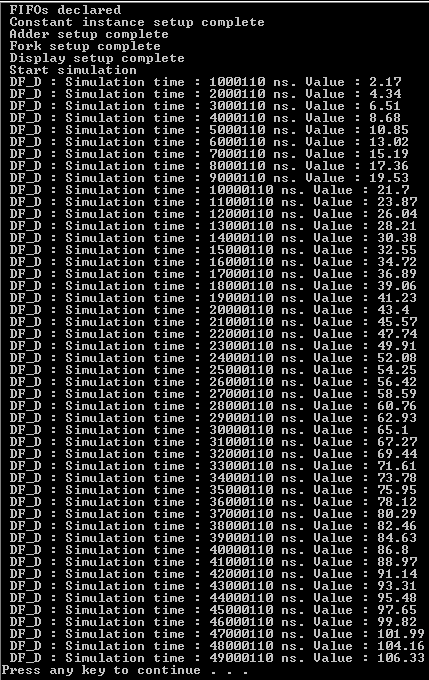 FIFOs declared
Constant instance setup complete
Adder setup complete
Fork setup complete
Display setup complete
Start simulation
DF_D : Simulation time : 1000110 ns. Value : 2.17
DF_D : Simulation time : 2000110 ns. Value : 4.34
DF_D : Simulation time : 3000110 ns. Value : 6.51
DF_D : Simulation time : 4000110 ns. Value : 8.68
DF_D : Simulation time : 5000110 ns. Value : 10.85
DF_D : Simulation time : 6000110 ns. Value : 13.02
DF_D : Simulation time : 7000110 ns. Value : 15.19
DF_D : Simulation time : 8000110 ns. Value : 17.36
DF_D : Simulation time : 9000110 ns. Value : 19.53
DF_D : Simulation time : 10000110 ns. Value : 21.7
DF_D : Simulation time : 11000110 ns. Value : 23.87
DF_D : Simulation time : 12000110 ns. Value : 26.04
DF_D : Simulation time : 13000110 ns. Value : 28.21
DF_D : Simulation time : 14000110 ns. Value : 30.38
DF_D : Simulation time : 15000110 ns. Value : 32.55
DF_D : Simulation time : 16000110 ns. Value : 34.72
DF_D : Simulation time : 17000110 ns. Value : 36.89
DF_D : Simulation time : 18000110 ns. Value : 39.06
DF_D : Simulation time : 19000110 ns. Value : 41.23
DF_D : Simulation time : 20000110 ns. Value : 43.4
DF_D : Simulation time : 21000110 ns. Value : 45.57
DF_D : Simulation time : 22000110 ns. Value : 47.74
DF_D : Simulation time : 23000110 ns. Value : 49.91
DF_D : Simulation time : 24000110 ns. Value : 52.08
DF_D : Simulation time : 25000110 ns. Value : 54.25
DF_D : Simulation time : 26000110 ns. Value : 56.42
DF_D : Simulation time : 27000110 ns. Value : 58.59
DF_D : Simulation time : 28000110 ns. Value : 60.76
DF_D : Simulation time : 29000110 ns. Value : 62.93
DF_D : Simulation time : 30000110 ns. Value : 65.1
DF_D : Simulation time : 31000110 ns. Value : 67.27
DF_D : Simulation time : 32000110 ns. Value : 69.44
DF_D : Simulation time : 33000110 ns. Value : 71.61
DF_D : Simulation time : 34000110 ns. Value : 73.78
DF_D : Simulation time : 35000110 ns. Value : 75.95
DF_D : Simulation time : 36000110 ns. Value : 78.12
DF_D : Simulation time : 37000110 ns. Value : 80.29
DF_D : Simulation time : 38000110 ns. Value : 82.46
DF_D : Simulation time : 39000110 ns. Value : 84.63
DF_D : Simulation time : 40000110 ns. Value : 86.8
DF_D : Simulation time : 41000110 ns. Value : 88.97
DF_D : Simulation time : 42000110 ns. Value : 91.14
DF_D : Simulation time : 43000110 ns. Value : 93.31
DF_D : Simulation time : 44000110 ns. Value : 95.48
DF_D : Simulation time : 45000110 ns. Value : 97.65
DF_D : Simulation time : 46000110 ns. Value : 99.82
DF_D : Simulation time : 47000110 ns. Value : 101.99
DF_D : Simulation time : 48000110 ns. Value : 104.16
DF_D : Simulation time : 49000110 ns. Value : 106.33
Press any key to continue . . .